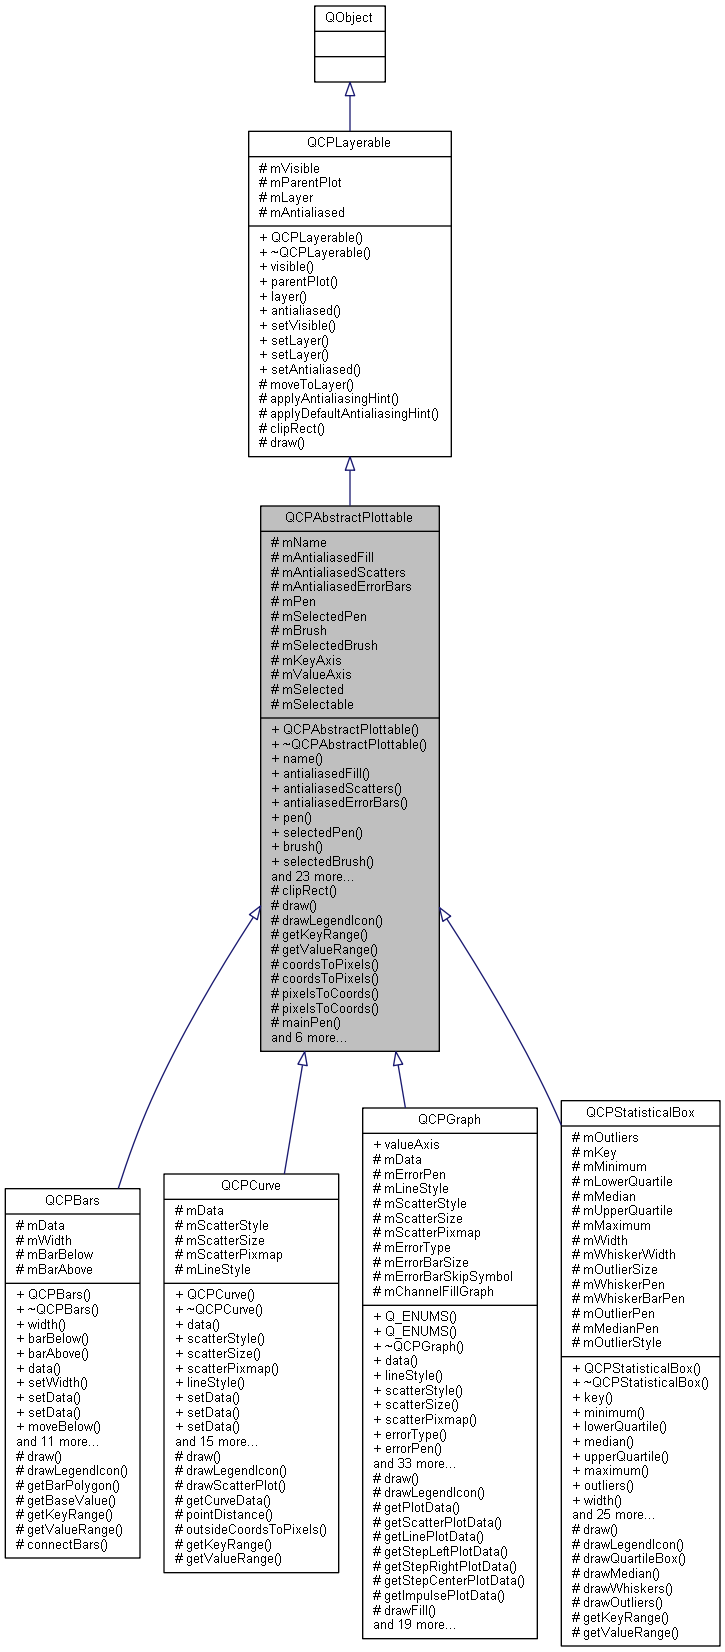 QObject
QCPLayerable
# mVisible
# mParentPlot
# mLayer
# mAntialiased
+ QCPLayerable()
+ ~QCPLayerable()
+ visible()
+ parentPlot()
+ layer()
+ antialiased()
+ setVisible()
+ setLayer()
+ setLayer()
+ setAntialiased()
# moveToLayer()
# applyAntialiasingHint()
# applyDefaultAntialiasingHint()
# clipRect()
# draw()
QCPAbstractPlottable
# mName
# mAntialiasedFill
# mAntialiasedScatters
# mAntialiasedErrorBars
# mPen
# mSelectedPen
# mBrush
# mSelectedBrush
# mKeyAxis
# mValueAxis
# mSelected
# mSelectable
+ QCPAbstractPlottable()
+ ~QCPAbstractPlottable()
+ name()
+ antialiasedFill()
+ antialiasedScatters()
+ antialiasedErrorBars()
+ pen()
+ selectedPen()
+ brush()
+ selectedBrush()
and 23 more...
# clipRect()
# draw()
# drawLegendIcon()
# getKeyRange()
# getValueRange()
# coordsToPixels()
# coordsToPixels()
# pixelsToCoords()
# pixelsToCoords()
# mainPen()
and 6 more...
QCPBars
# mData
# mWidth
# mBarBelow
# mBarAbove
+ QCPBars()
+ ~QCPBars()
+ width()
+ barBelow()
+ barAbove()
+ data()
+ setWidth()
+ setData()
+ setData()
+ moveBelow()
and 11 more...
# draw()
# drawLegendIcon()
# getBarPolygon()
# getBaseValue()
# getKeyRange()
# getValueRange()
# connectBars()
QCPCurve
# mData
# mScatterStyle
# mScatterSize
# mScatterPixmap
# mLineStyle
+ QCPCurve()
+ ~QCPCurve()
+ data()
+ scatterStyle()
+ scatterSize()
+ scatterPixmap()
+ lineStyle()
+ setData()
+ setData()
+ setData()
and 15 more...
# draw()
# drawLegendIcon()
# drawScatterPlot()
# getCurveData()
# pointDistance()
# outsideCoordsToPixels()
# getKeyRange()
# getValueRange()
QCPGraph
+ valueAxis
# mData
# mErrorPen
# mLineStyle
# mScatterStyle
# mScatterSize
# mScatterPixmap
# mErrorType
# mErrorBarSize
# mErrorBarSkipSymbol
# mChannelFillGraph
+ Q_ENUMS()
+ Q_ENUMS()
+ ~QCPGraph()
+ data()
+ lineStyle()
+ scatterStyle()
+ scatterSize()
+ scatterPixmap()
+ errorType()
+ errorPen()
and 33 more...
# draw()
# drawLegendIcon()
# getPlotData()
# getScatterPlotData()
# getLinePlotData()
# getStepLeftPlotData()
# getStepRightPlotData()
# getStepCenterPlotData()
# getImpulsePlotData()
# drawFill()
and 19 more...
QCPStatisticalBox
# mOutliers
# mKey
# mMinimum
# mLowerQuartile
# mMedian
# mUpperQuartile
# mMaximum
# mWidth
# mWhiskerWidth
# mOutlierSize
# mWhiskerPen
# mWhiskerBarPen
# mOutlierPen
# mMedianPen
# mOutlierStyle
+ QCPStatisticalBox()
+ ~QCPStatisticalBox()
+ key()
+ minimum()
+ lowerQuartile()
+ median()
+ upperQuartile()
+ maximum()
+ outliers()
+ width()
and 25 more...
# draw()
# drawLegendIcon()
# drawQuartileBox()
# drawMedian()
# drawWhiskers()
# drawOutliers()
# getKeyRange()
# getValueRange()